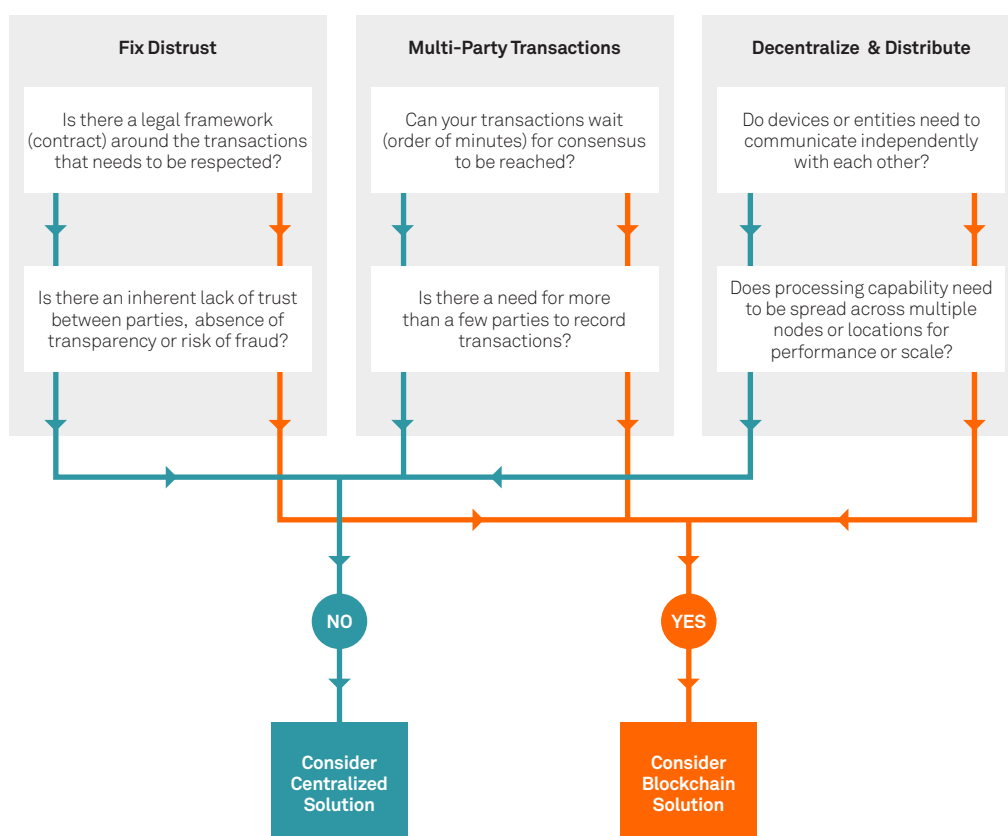 Fix Distrust
Is there a legal framework
(contract) around the transactions
that needs to be respected?
Is there an inherent lack of trust
between parties, absence of
transparency or risk of fraud?
Multi-Party Transactions
Can your transactions wait
(order of minutes) for consensus
to be reached?
Is there a need for more
than a few parties to record
transactions?
Decentralize & Distribute
Do devices or entities need to
communicate independently
with each other?
Does processing capability need
to be spread across multiple
nodes or locations for
performance or scale?
NO
YES
Consider
Centralized
Solution
Consider
Blockchain
Solution